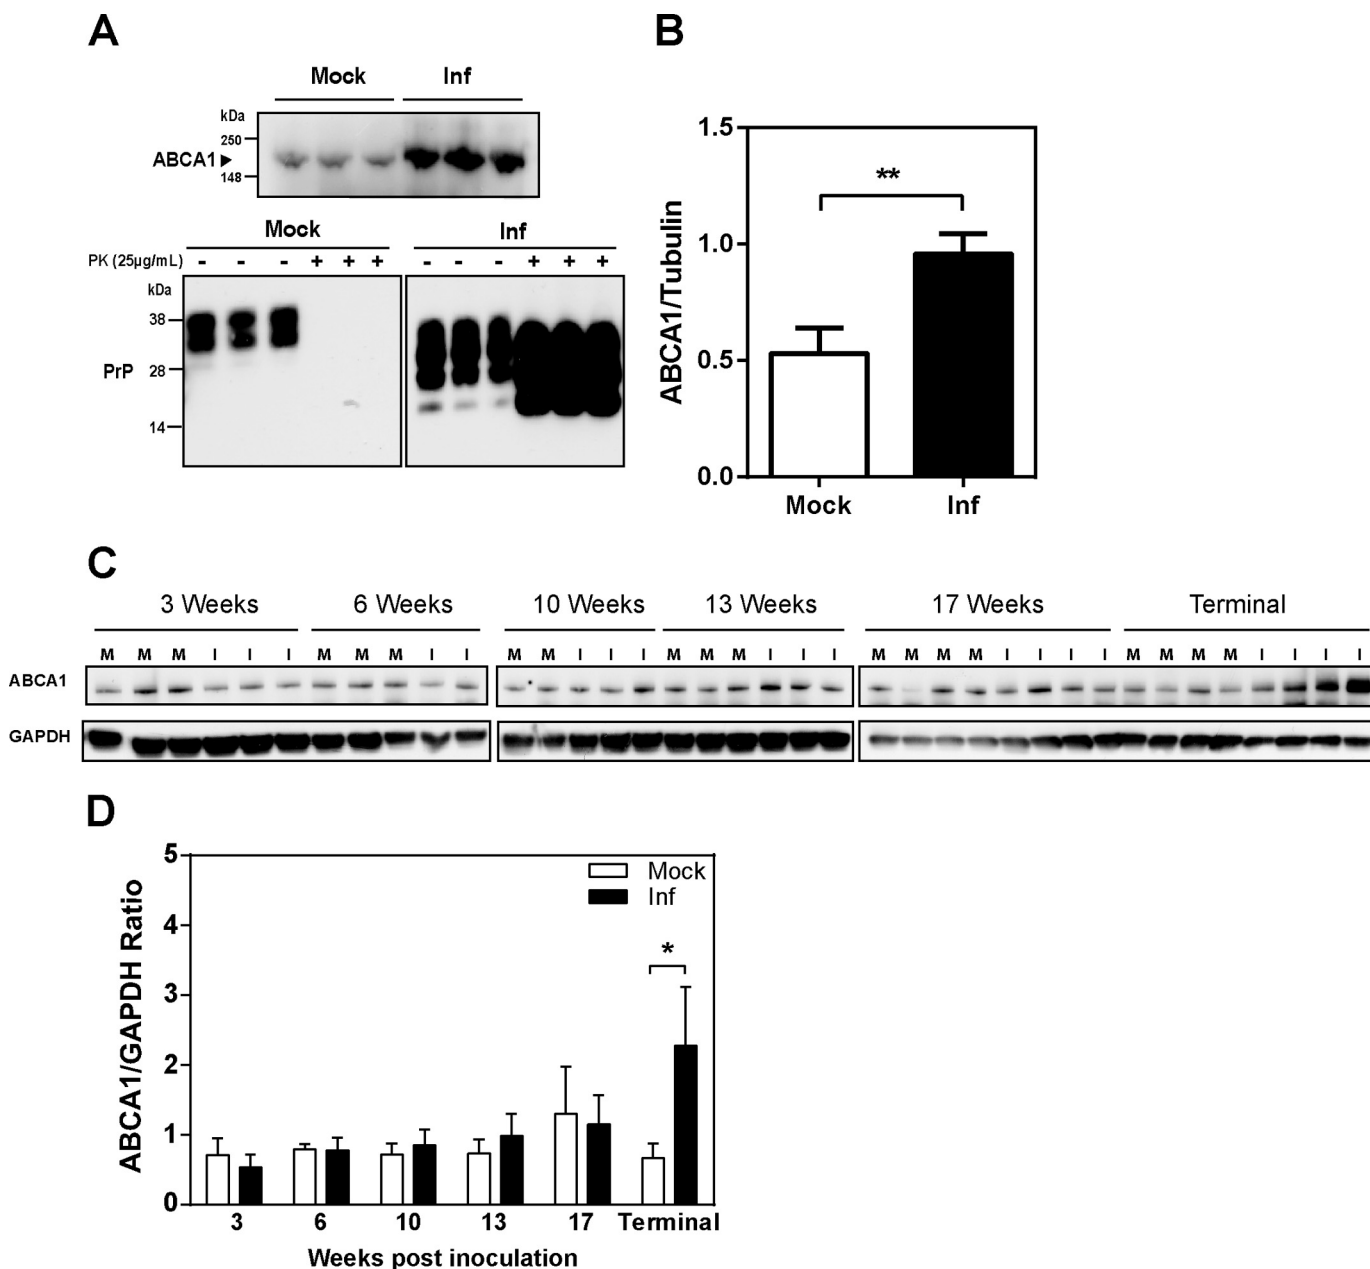 A
B
Mock Inf
kDa
250
ABCA1
148
Mock Inf
PK (25µg/mL) - - - + + + - - - + + +
kDa
38
PrP 28
14
1.5
1.0
0.5
0.0
ABCA1/Tubulin
**
Mock Inf
C
3 Weeks 6 Weeks 10 Weeks 13 Weeks 17 Weeks Terminal
M M M I I I M M M I I M M I I I M M M I I I M M M M I I I I M M M M I I I I
ABCA1
GAPDH
D
5
4
3
2
1
0
ABCA1/GAPDH Ratio
Mock
Inf
*
3 6 10 13 17 Terminal
Weeks post inoculation